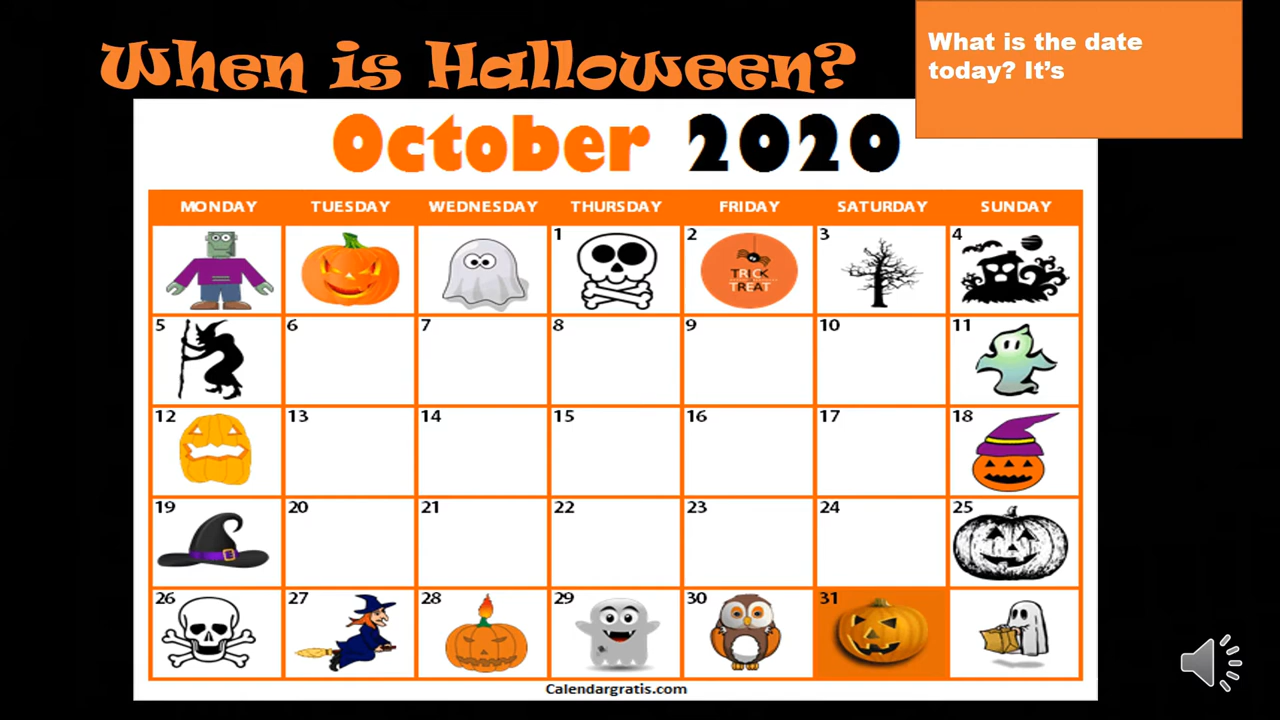 When is Halloween?
What is the date
today? It's
October 2020
MONDAY TUESDAY WEDNESDAY THURSDAY FRIDAY SATURDAY SUNDAY
1 2 3 4
TRICK
TREAT
5 6 7 8 9 10 11
12 13 14 15 16 17 18
19 20 21 22 23 24 25
26 27 28 29 30 31
Calendargratis.com